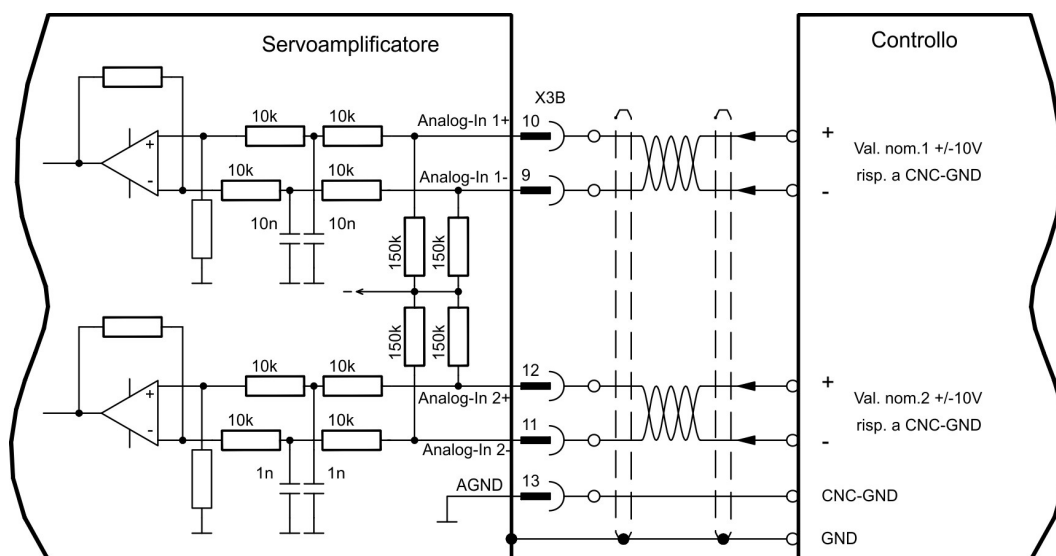 Servoamplificatore
Controllo
X3B
10k
10k
Analog-In 1+
10
+
Val. nom.1 +/-10V
risp. a CNC-GND
-
+
-
10k
10k
Analog-In 1-
9
10n
10n
150k
150k
150k
150k
10k
10k
12
Analog-In 2+
+
Val. nom.2 +/-10V
risp. a CNC-GND
-
+
-
10k
10k
11
Analog-In 2-
1n
1n
AGND
13
CNC-GND
GND